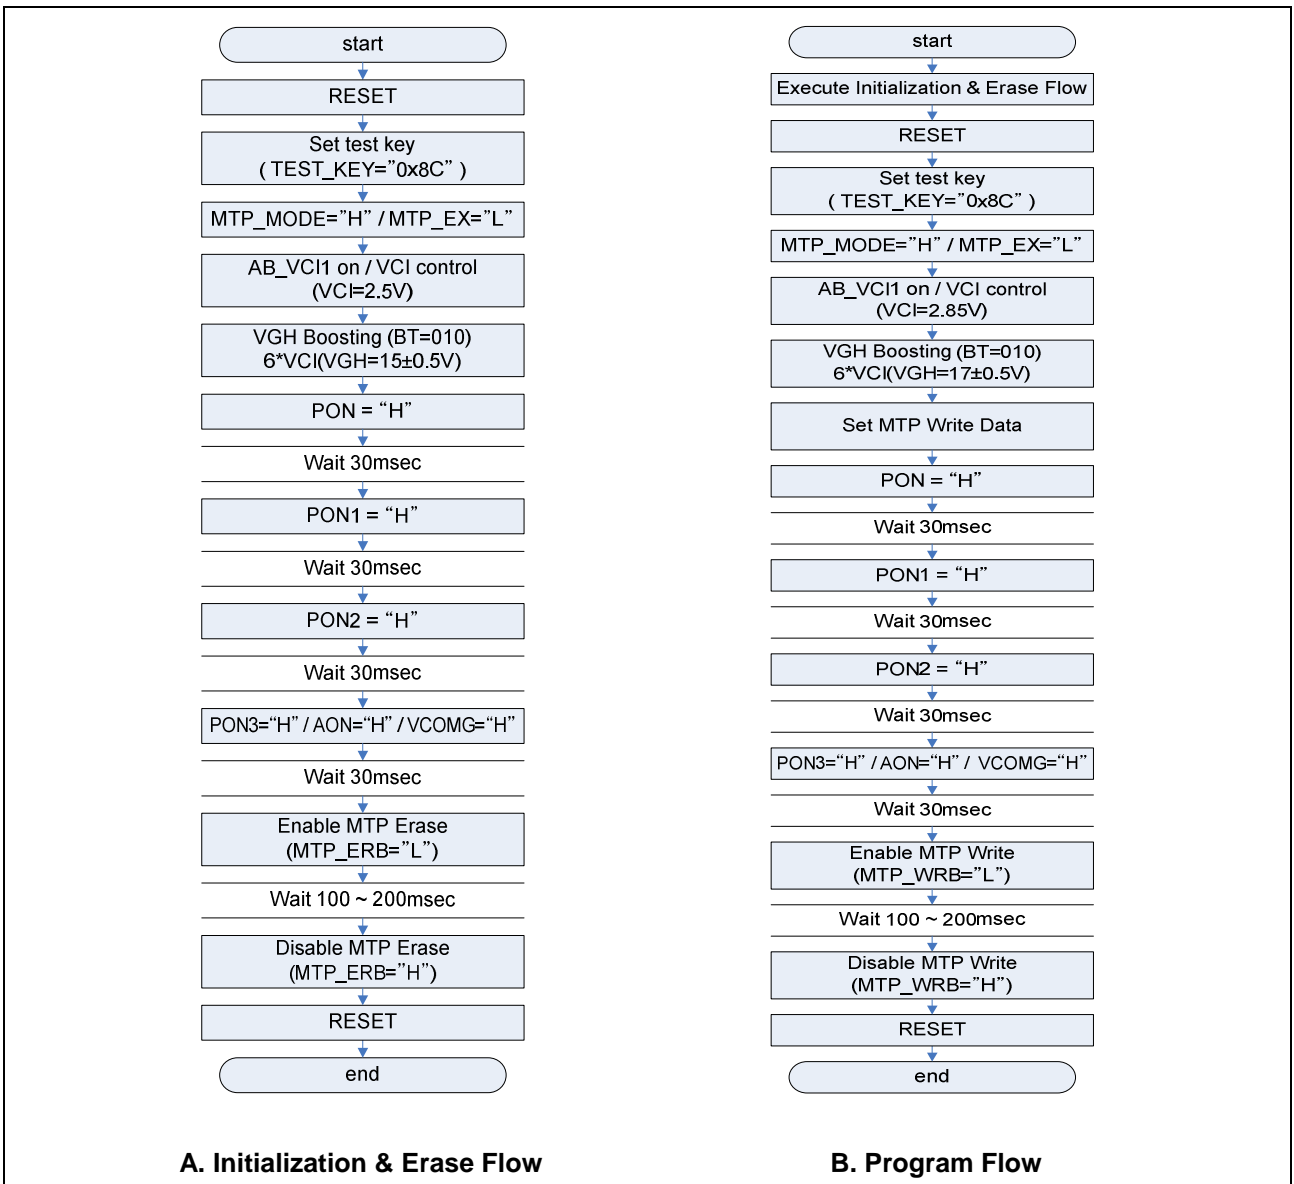 start
RESET
Set test key
( TEST_KEY=”0x8C” )
MTP_MODE=”H” / MTP_EX=”L”
AB_VCI1 on / VCI control
(VCI=2.5V)
VGH Boosting (BT=010)
6*VCI(VGH=15±0.5V)
PON = “H”
Wait 30msec
PON1 = “H”
Wait 30msec
PON2 = “H”
Wait 30msec
PON3=“H” / AON=“H” / VCOMG=“H”
Wait 30msec
Enable MTP Erase
(MTP_ERB=”L”)
Wait 100 ~ 200msec
Disable MTP Erase
(MTP_ERB=”H”)
RESET
end
A. Initialization & Erase Flow
start
Execute Initialization & Erase Flow
RESET
Set test key
( TEST_KEY=”0x8C” )
MTP_MODE=”H” / MTP_EX=”L”
AB_VCI1 on / VCI control
(VCI=2.85V)
VGH Boosting (BT=010)
6*VCI(VGH=17±0.5V)
Set MTP Write Data
PON = “H”
Wait 30msec
PON1 = “H”
Wait 30msec
PON2 = “H”
Wait 30msec
PON3=“H” / AON=“H” / VCOMG=“H”
Wait 30msec
Enable MTP Write
(MTP_WRB=”L”)
Wait 100 ~ 200msec
Disable MTP Write
(MTP_WRB=”H”)
RESET
end
B. Program Flow